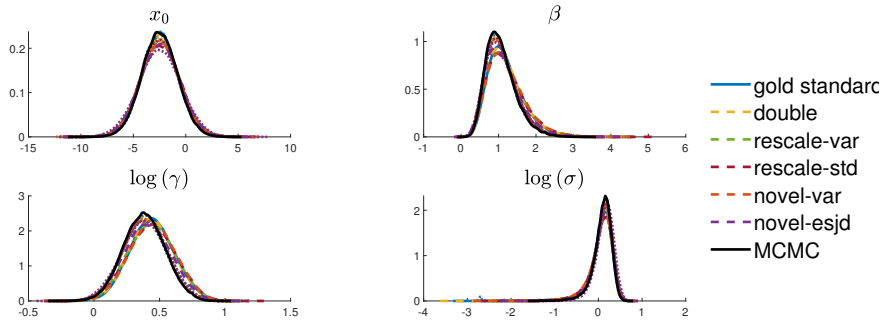 x₀
0.2
0.1
0
-15 -10 -5 0 5 10
β
1
0.5
0
-1 0 1 2 3 4 5 6
log (γ)
3
2
1
0
-0.5 0 0.5 1 1.5
log (σ)
2
1
0
-4 -3 -2 -1 0 1 2
gold standard
double
rescale-var
rescale-std
novel-var
novel-esjd
MCMC